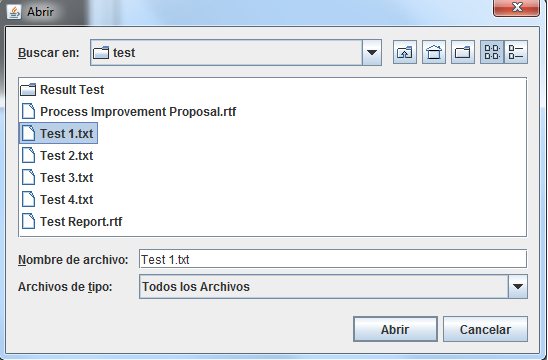 Abrir
Buscar en: test
Result Test
Process Improvement Proposal.rtf
Test 1.txt
Test 2.txt
Test 3.txt
Test 4.txt
Test Report.rtf
Nombre de archivo: Test 1.txt
Archivos de tipo: Todos los Archivos
Abrir Cancelar